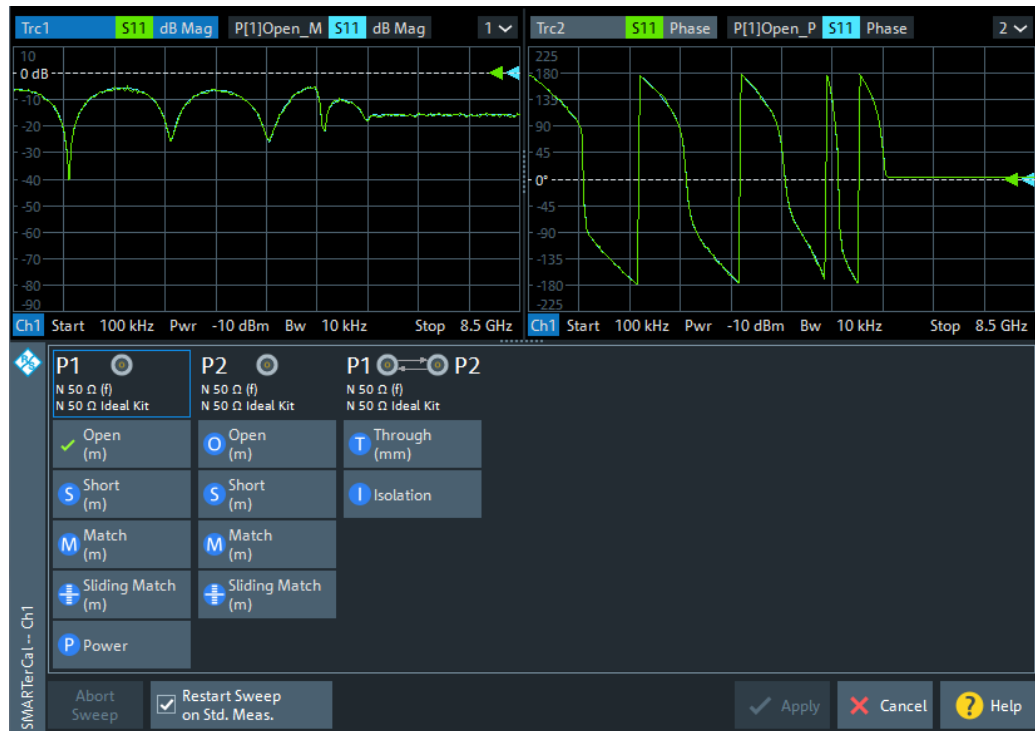 Trc1 S11 dB Mag P[1]Open_M S11 dB Mag 1
10
0 dB
-10
-20
-30
-40
-50
-60
-70
-80
-90
Ch1 Start 100 kHz Pwr -10 dBm Bw 10 kHz Stop 8.5 GHz
Trc2 S11 Phase P[1]Open_P S11 Phase 2
225
180
135
90
45
0°
-45
-90
-135
-180
-225
Ch1 Start 100 kHz Pwr -10 dBm Bw 10 kHz Stop 8.5 GHz
SMARTerCal -- Ch1
P1
N 50 Ω (f)
N 50 Ω Ideal Kit
Open
(m)
S Short
(m)
M Match
(m)
Sliding Match
(m)
P Power
P2
N 50 Ω (f)
N 50 Ω Ideal Kit
O Open
(m)
S Short
(m)
M Match
(m)
Sliding Match
(m)
P1 P2
N 50 Ω (f)
N 50 Ω Ideal Kit
T Through
(mm)
I Isolation
Abort
Sweep
Restart Sweep
on Std. Meas.
Apply
Cancel
? Help